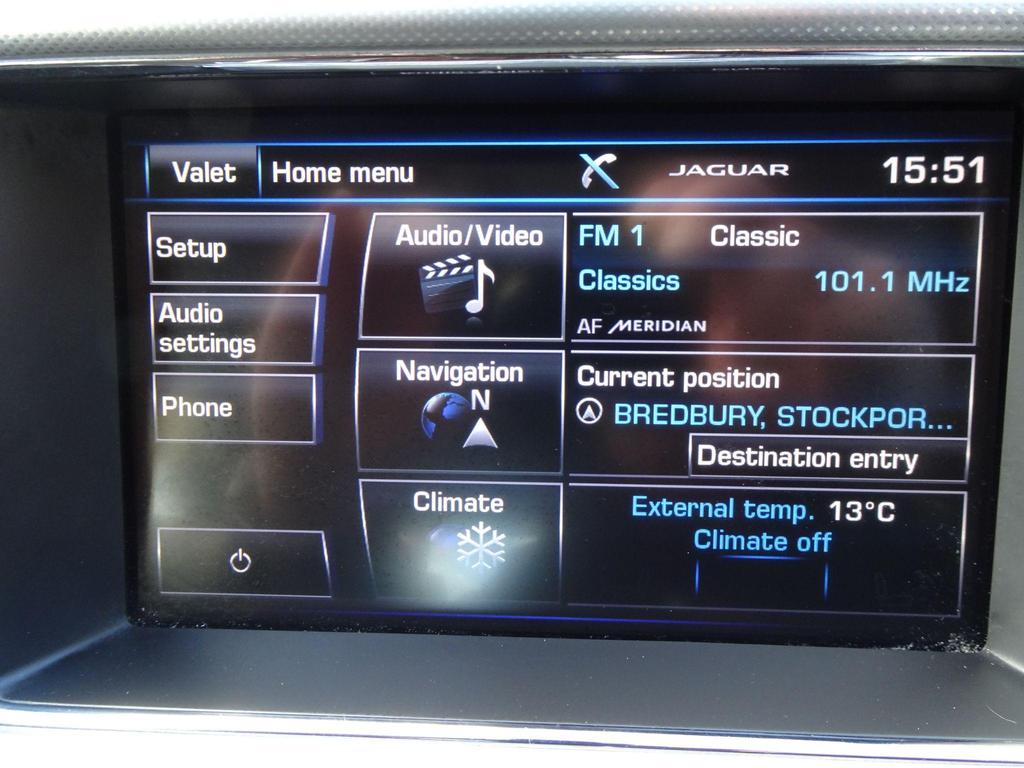 Valet Home menu JAGUAR 15:51
Setup
Audio
settings
Phone
Audio/Video
Navigation
N
Climate
FM 1 Classic
Classics 101.1 MHz
AF MERIDIAN
Current position
BREDBURY, STOCKPOR...
Destination entry
External temp. 13°C
Climate off